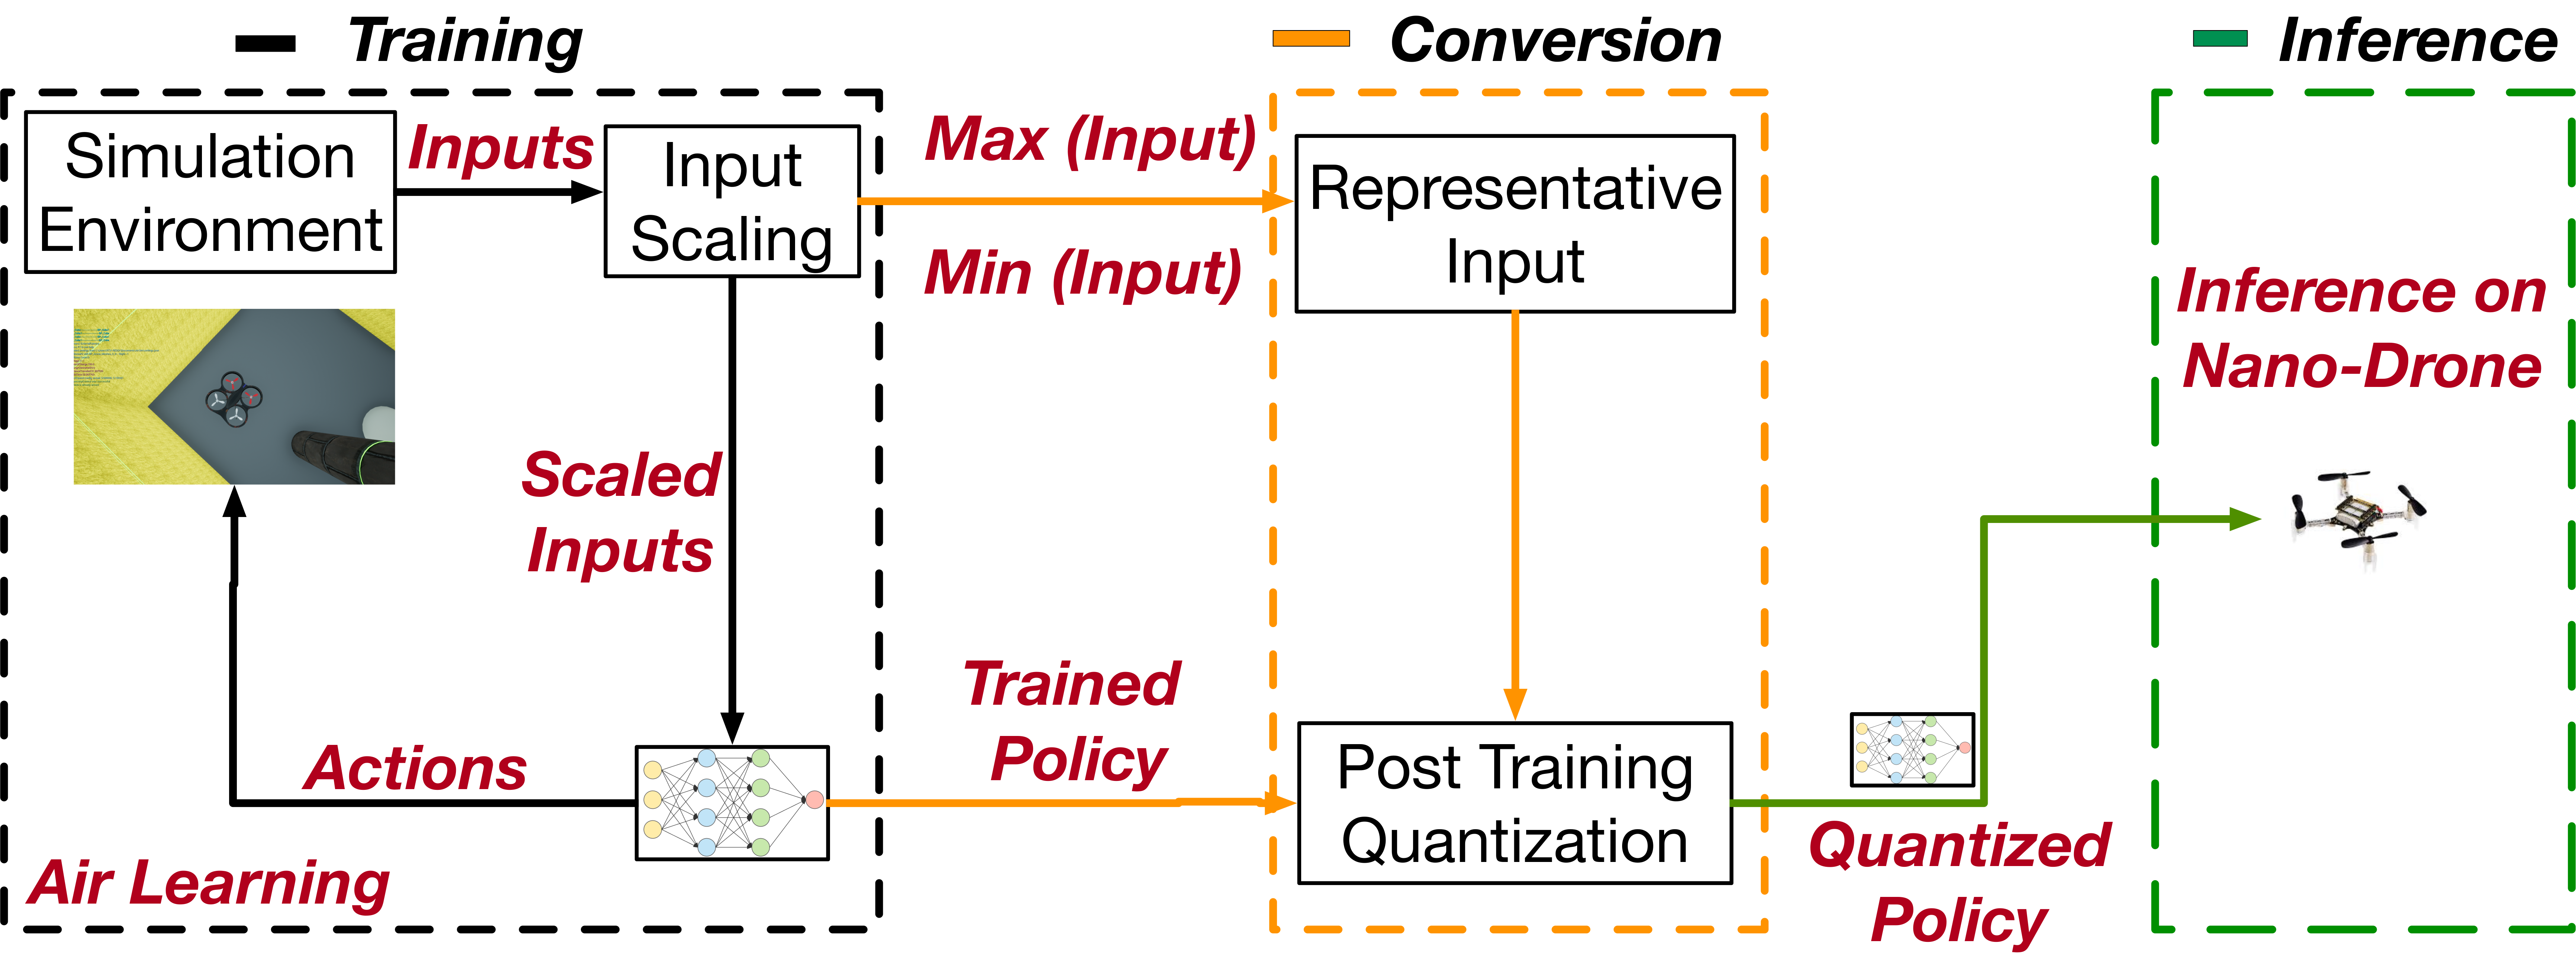 Training
Conversion
Inference
Simulation
Environment
Inputs
Input
Scaling
Max (Input)
Min (Input)
Representative
Input
Inference on
Nano-Drone
Scaled
Inputs
Trained
Policy
Actions
Post Training
Quantization
Quantized
Policy
Air Learning